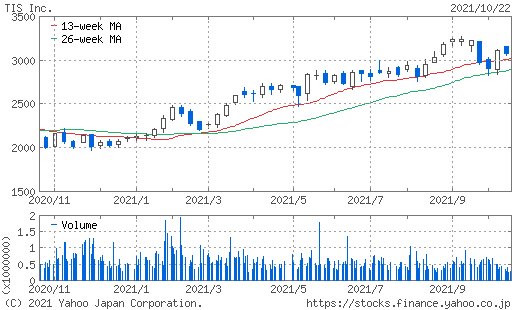 TIS Inc. 2021/10/22
13-week MA
26-week MA
3500
3000
2500
2000
1500
2020/11 2021/1 2021/3 2021/5 2021/7 2021/9
Volume
2
1.5
1
0.5
0
(x1000000)
2020/11 2021/1 2021/3 2021/5 2021/7 2021/9
(C) 2021 Yahoo Japan Corporation. https://stocks.finance.yahoo.co.jp/